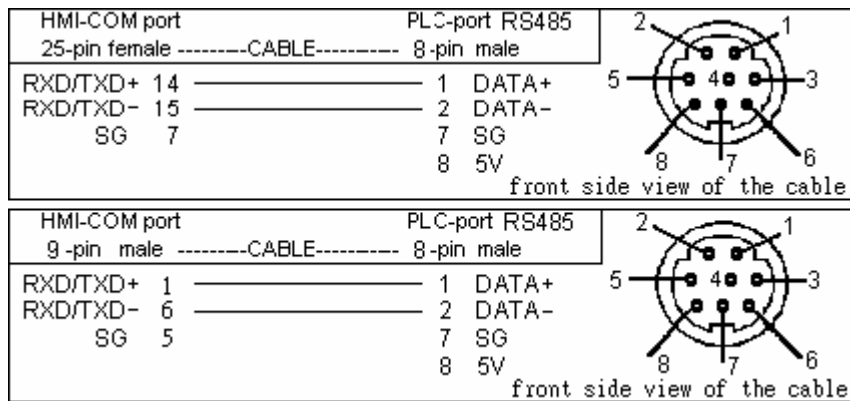 HMI-COM port PLC-port RS485
25-pin female ---------CABLE----------- 8-pin male
RXD/TXD+ 14 1 DATA+
RXD/TXD- 15 2 DATA-
SG 7 7 SG
8 5V
2 1
5 4 3
8 7 6
front side view of the cable
HMI-COM port PLC-port RS485
9-pin male ---------CABLE----------- 8-pin male
RXD/TXD+ 1 1 DATA+
RXD/TXD- 6 2 DATA-
SG 5 7 SG
8 5V
2 1
5 4 3
8 7 6
front side view of the cable